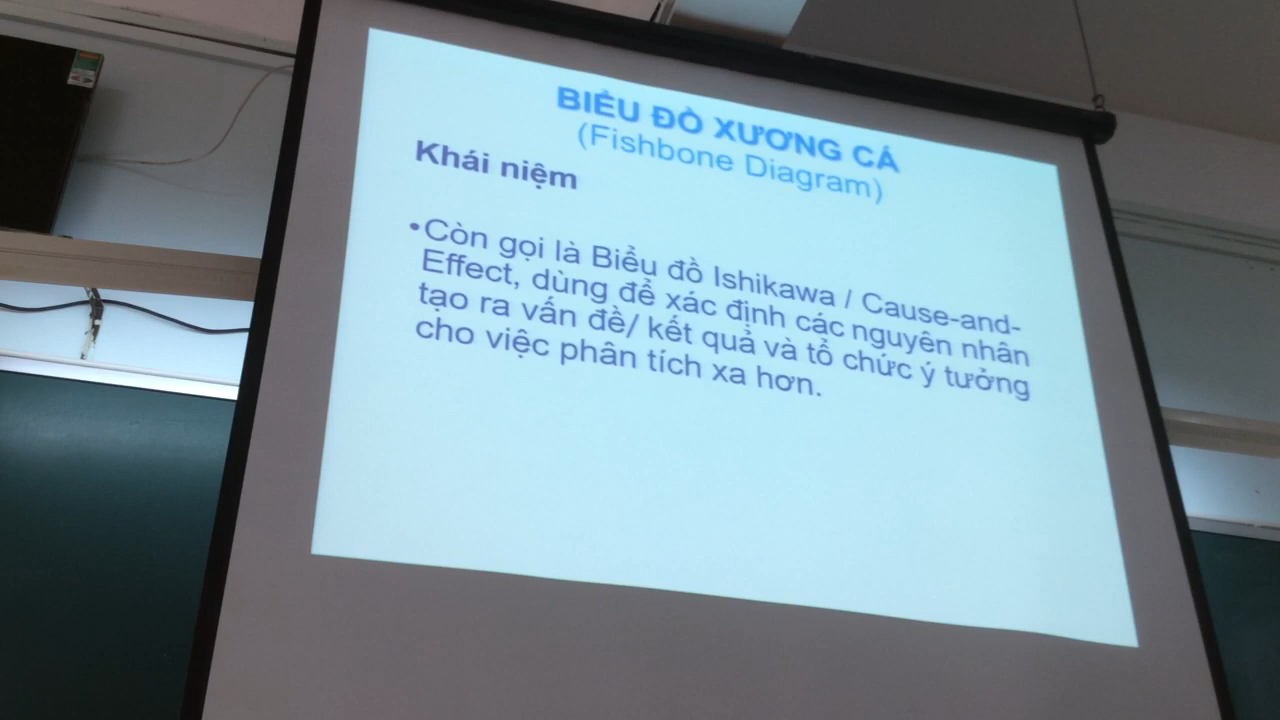 BIỂU ĐỒ XƯƠNG CÁ
(Fishbone Diagram)
Khái niệm
•Còn gọi là Biểu đồ Ishikawa / Cause-and-
Effect, dùng để xác định các nguyên nhân
tạo ra vấn đề/ kết quả và tổ chức ý tưởng
cho việc phân tích xa hơn.